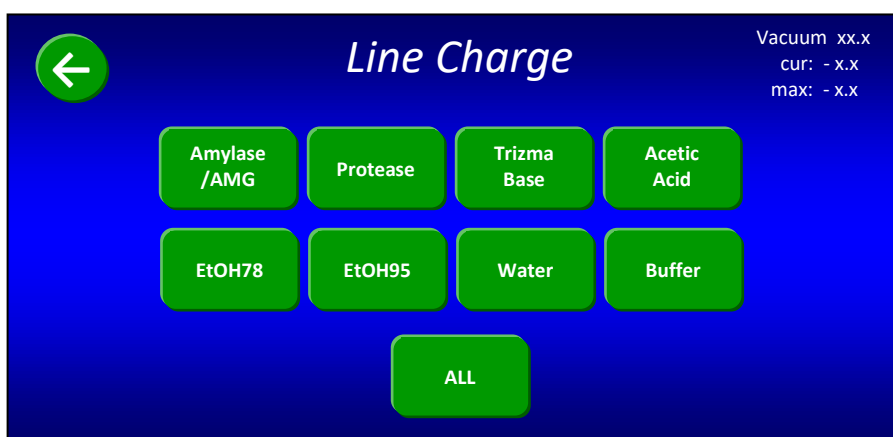 Line Charge
Vacuum xx.x
cur: - x.x
max: - x.x
Amylase
/AMG
Protease
Trizma
Base
Acetic
Acid
EtOH78
EtOH95
Water
Buffer
ALL